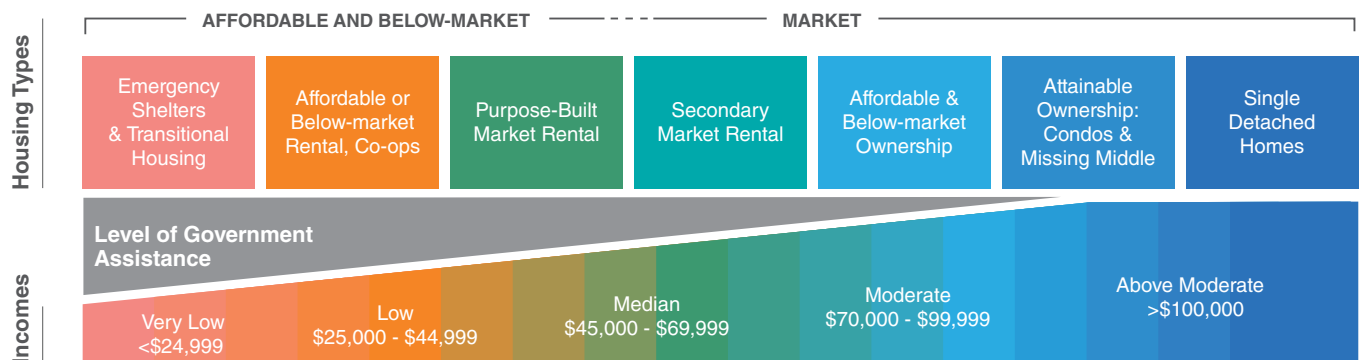 AFFORDABLE AND BELOW-MARKET
MARKET
Housing Types
Emergency
Shelters
& Transitional
Housing
Affordable or
Below-market
Rental, Co-ops
Purpose-Built
Market Rental
Secondary
Market Rental
Affordable &
Below-market
Ownership
Attainable
Ownership:
Condos &
Missing Middle
Single
Detached
Homes
Level of Government
Assistance
Incomes
Very Low
<$24,999
Low
$25,000 - $44,999
Median
$45,000 - $69,999
Moderate
$70,000 - $99,999
Above Moderate
>$100,000